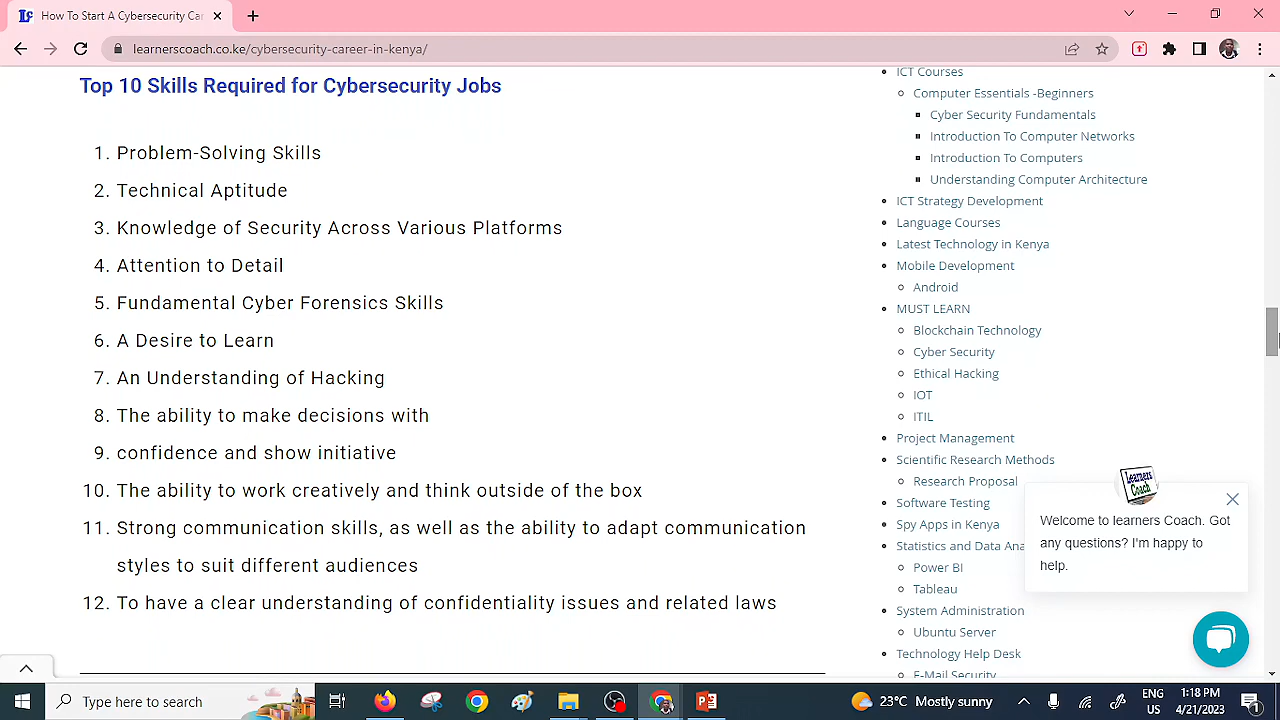 How To Start A Cybersecurity Car
learnerscoach.co.ke/cybersecurity-career-in-kenya/
Top 10 Skills Required for Cybersecurity Jobs
1. Problem-Solving Skills
2. Technical Aptitude
3. Knowledge of Security Across Various Platforms
4. Attention to Detail
5. Fundamental Cyber Forensics Skills
6. A Desire to Learn
7. An Understanding of Hacking
8. The ability to make decisions with
9. confidence and show initiative
10. The ability to work creatively and think outside of the box
11. Strong communication skills, as well as the ability to adapt communication
styles to suit different audiences
12. To have a clear understanding of confidentiality issues and related laws
ICT Courses
Computer Essentials -Beginners
Cyber Security Fundamentals
Introduction To Computer Networks
Introduction To Computers
Understanding Computer Architecture
ICT Strategy Development
Language Courses
Latest Technology in Kenya
Mobile Development
Android
MUST LEARN
Blockchain Technology
Cyber Security
Ethical Hacking
IOT
ITIL
Project Management
Scientific Research Methods
Research Proposal
Software Testing
Spy Apps in Kenya
Statistics and Data Ana
Power BI
Tableau
System Administration
Ubuntu Server
Technology Help Desk
E-Mail Security
Learners
Coach
Welcome to learners Coach. Got
any questions? I'm happy to
help.
Type here to search
23°C Mostly sunny
ENG
US
1:18 PM
4/21/2023